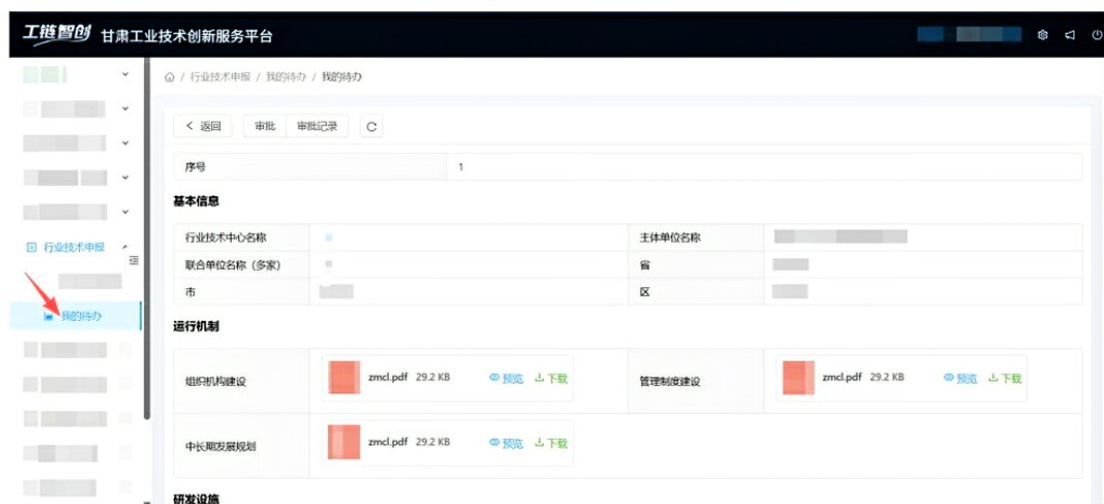 工链智创 甘肃工业技术创新服务平台
/ 行业技术申报 / 我的待办 / 我的待办
返回 审批 审批记录
序号 1
基本信息
行业技术中心名称 主体单位名称
联合单位名称（多家） 省
市 区
行业技术申报
我的待办
运行机制
组织机构建设 zmcl.pdf 29.2 KB 预览 下载 管理制度建设 zmcl.pdf 29.2 KB 预览 下载
中长期发展规划 zmcl.pdf 29.2 KB 预览 下载
研发设施